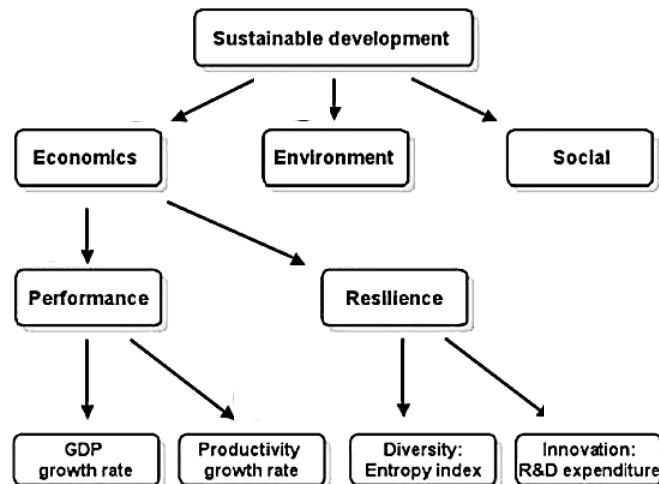 Sustainable development
Economics
Environment
Social
Performance
Resilience
GDP
growth rate
Productivity
growth rate
Diversity:
Entropy index
Innovation:
R&D expenditure